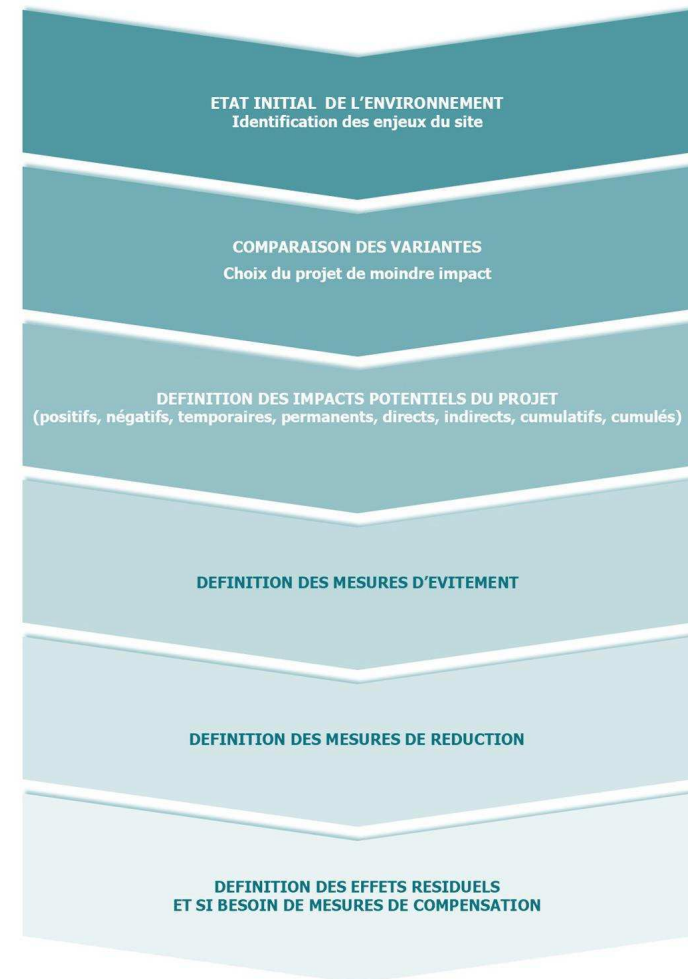 ETAT INITIAL DE L’ENVIRONNEMENT
Identification des enjeux du site
COMPARAISON DES VARIANTES
Choix du projet de moindre impact
DEFINITION DES IMPACTS POTENTIELS DU PROJET
(positifs, négatifs, temporaires, permanents, directs, indirects, cumulatifs, cumulés)
DEFINITION DES MESURES D’EVITEMENT
DEFINITION DES MESURES DE REDUCTION
DEFINITION DES EFFETS RESIDUELS
ET SI BESOIN DE MESURES DE COMPENSATION